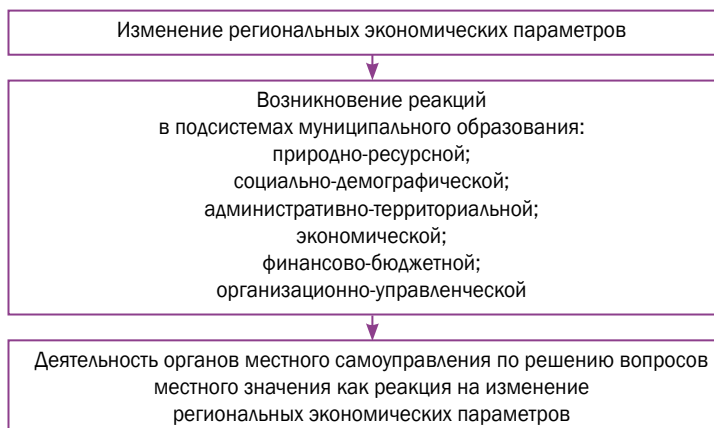 Изменение региональных экономических параметров
Возникновение реакций
в подсистемах муниципального образования:
природно-ресурсной;
социально-демографической;
административно-территориальной;
экономической;
финансово-бюджетной;
организационно-управленческой
Деятельность органов местного самоуправления по решению вопросов
местного значения как реакция на изменение
региональных экономических параметров